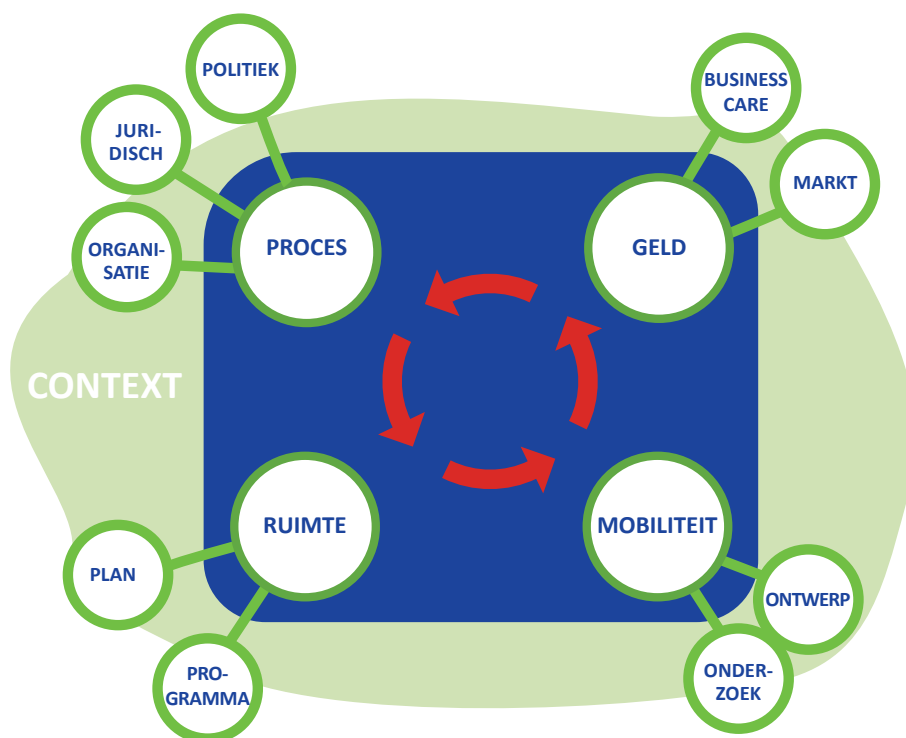 POLITIEK
BUSINESS
CARE
JURI-
DISCH
MARKT
ORGANI-
SATIE
PROCES
GELD
CONTEXT
RUIMTE
MOBILITEIT
PLAN
ONTWERP
PRO-
GRAMMA
ONDER-
ZOEK